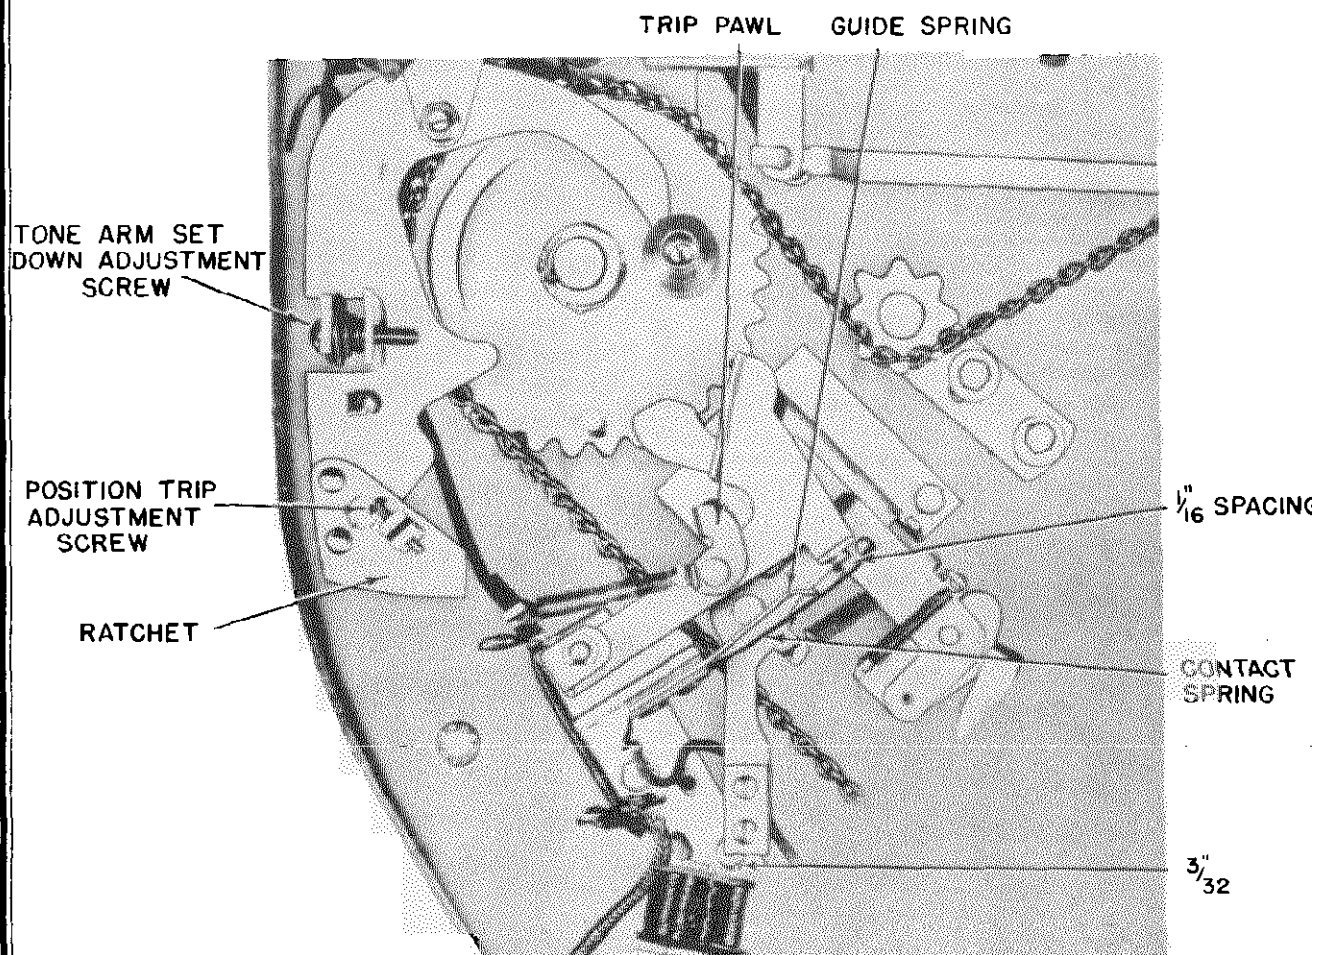 TRIP PAWL
GUIDE SPRING
TONE ARM SET
DOWN ADJUSTMENT
SCREW
POSITION TRIP
ADJUSTMENT
SCREW
RATCHET
1/16" SPACING
CONTACT
SPRING
3/32"